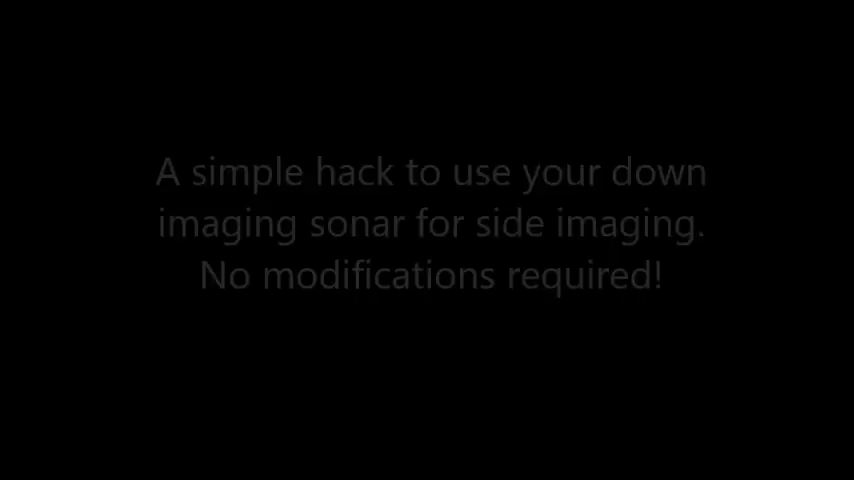 A simple hack to use your down
imaging sonar for side imaging.
No modifications required!